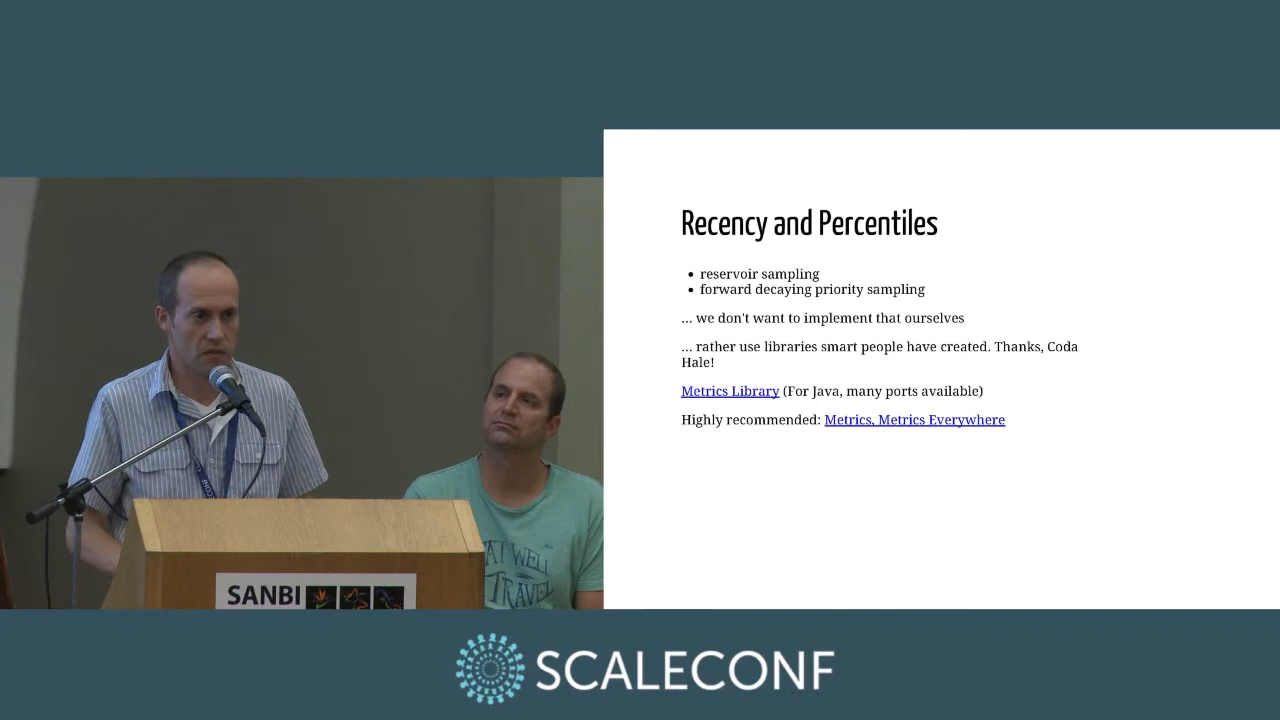 Recency and Percentiles
reservoir sampling
forward decaying priority sampling
... we don't want to implement that ourselves
... rather use libraries smart people have created. Thanks, Coda
Hale!
Metrics Library (For Java, many ports available)
Highly recommended: Metrics, Metrics Everywhere
WELL
TRAVEL
SANBI
SCALECONF